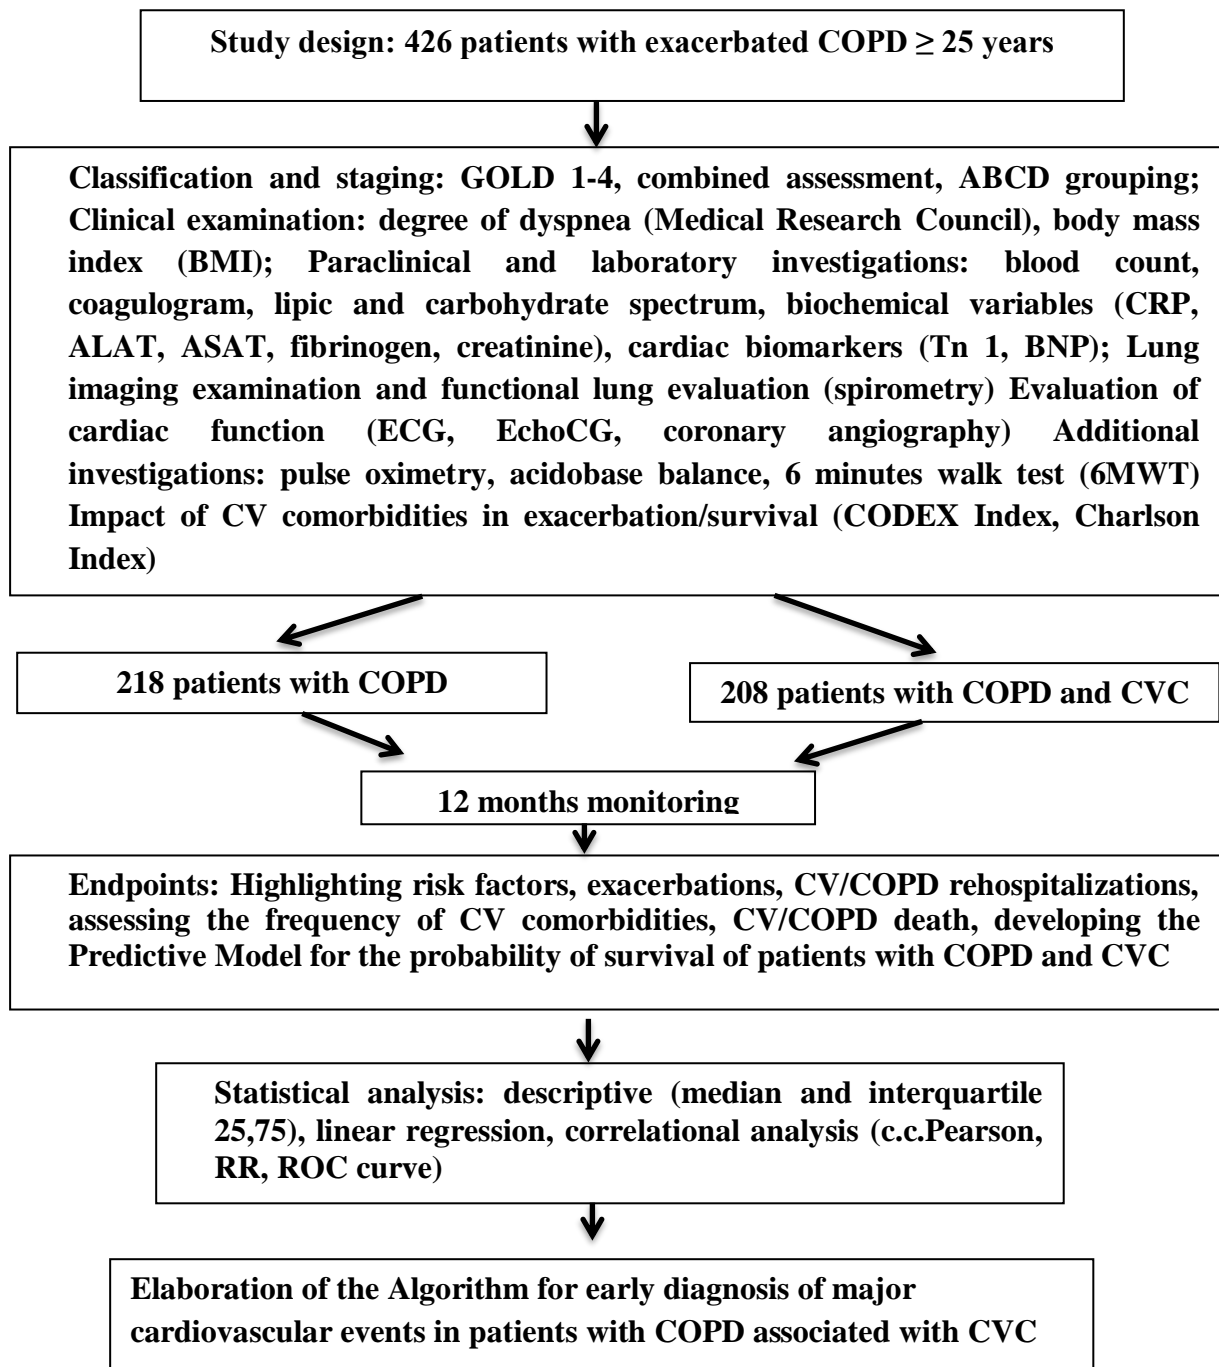 Study design: 426 patients with exacerbated COPD ≥ 25 years
Classification and staging: GOLD 1-4, combined assessment, ABCD grouping;
Clinical examination: degree of dyspnea (Medical Research Council), body mass
index (BMI); Paraclinical and laboratory investigations: blood count,
coagulogram, lipic and carbohydrate spectrum, biochemical variables (CRP,
ALAT, ASAT, fibrinogen, creatinine), cardiac biomarkers (Tn 1, BNP); Lung
imaging examination and functional lung evaluation (spirometry) Evaluation of
cardiac function (ECG, EchoCG, coronary angiography) Additional
investigations: pulse oximetry, acidobase balance, 6 minutes walk test (6MWT)
Impact of CV comorbidities in exacerbation/survival (CODEX Index, Charlson
Index)
218 patients with COPD
208 patients with COPD and CVC
12 months monitoring
Endpoints: Highlighting risk factors, exacerbations, CV/COPD rehospitalizations,
assessing the frequency of CV comorbidities, CV/COPD death, developing the
Predictive Model for the probability of survival of patients with COPD and CVC
Statistical analysis: descriptive (median and interquartile
25,75), linear regression, correlational analysis (c.c.Pearson,
RR, ROC curve)
Elaboration of the Algorithm for early diagnosis of major
cardiovascular events in patients with COPD associated with CVC